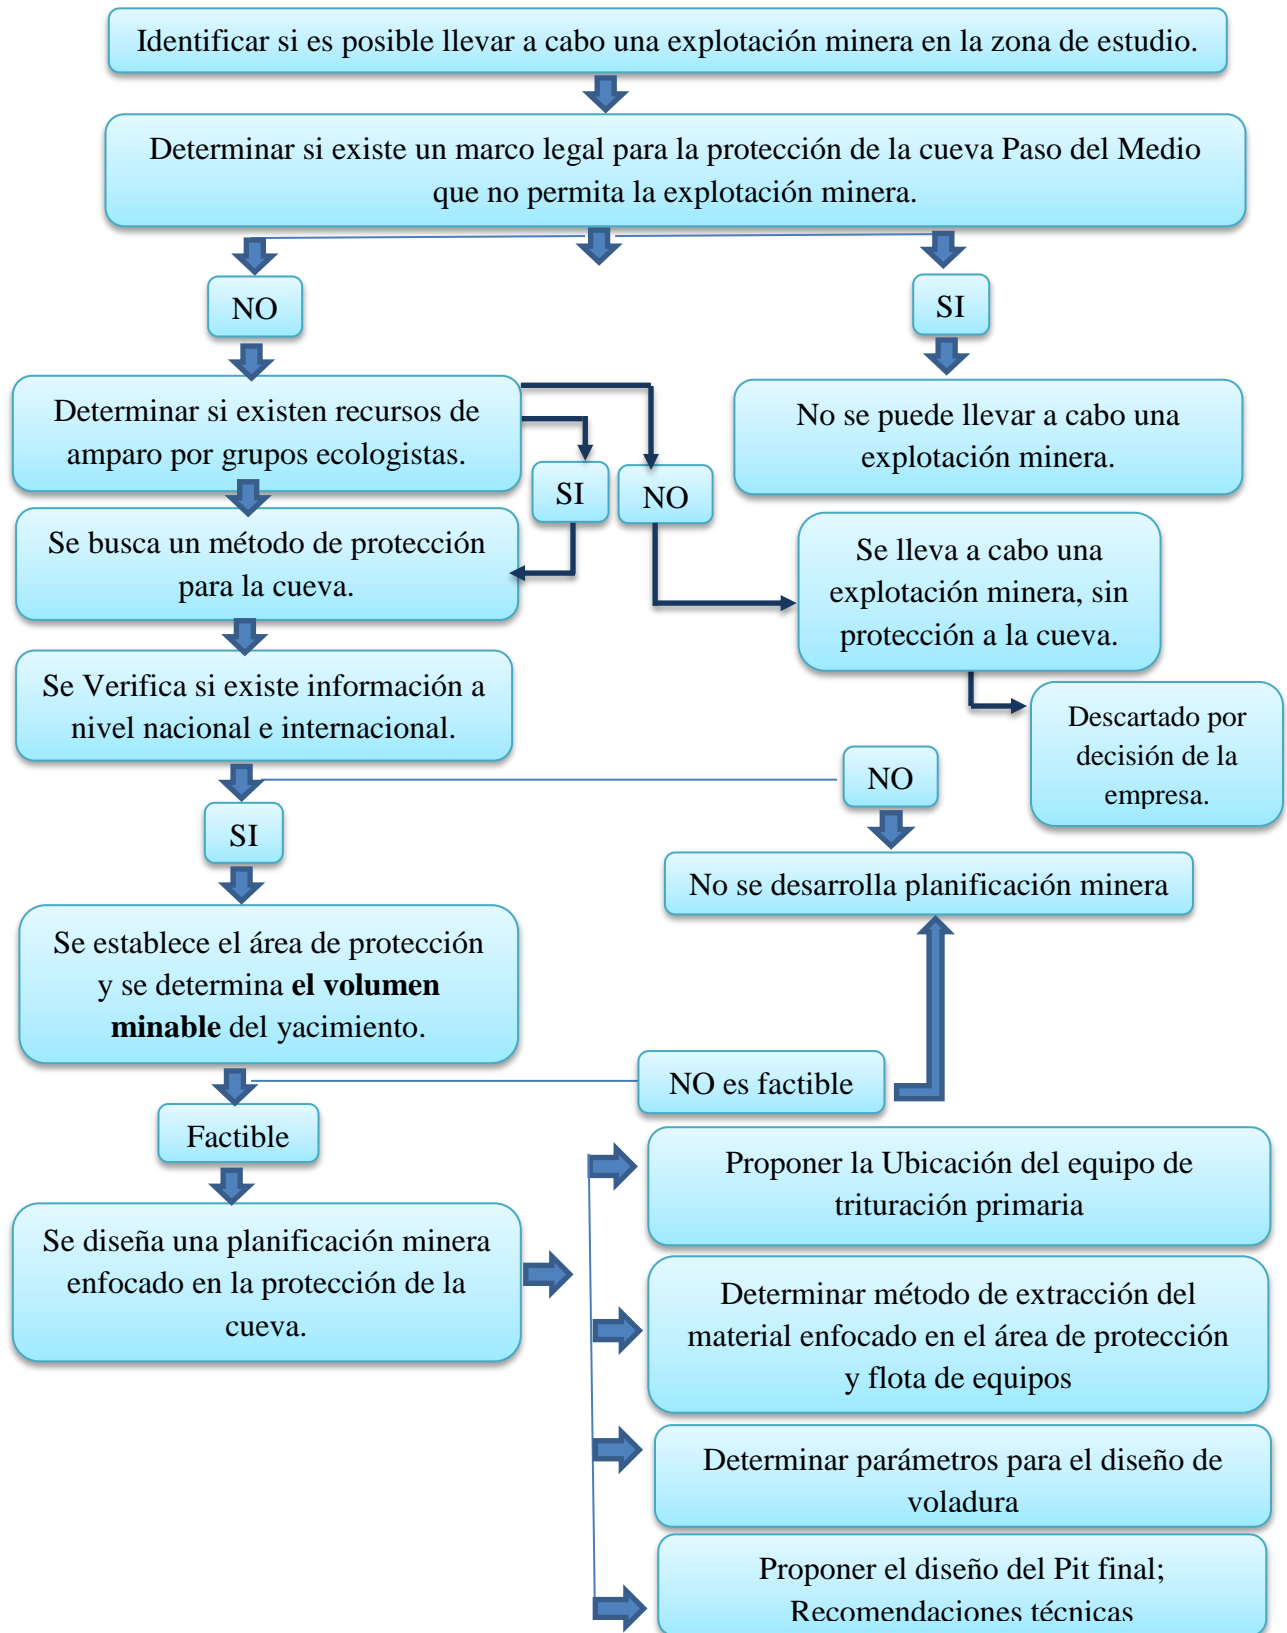 Identificar si es posible llevar a cabo una explotación minera en la zona de estudio.
Determinar si existe un marco legal para la protección de la cueva Paso del Medio
que no permita la explotación minera.
NO
SI
Determinar si existen recursos de
amparo por grupos ecologistas.
No se puede llevar a cabo una
explotación minera.
SI
NO
Se busca un método de protección
para la cueva.
Se lleva a cabo una
explotación minera, sin
protección a la cueva.
Se Verifica si existe información a
nivel nacional e internacional.
Descartado por
decisión de la
empresa.
NO
SI
No se desarrolla planificación minera
Se establece el área de protección
y se determina el volumen
minable del yacimiento.
NO es factible
Factible
Proponer la Ubicación del equipo de
trituración primaria
Se diseña una planificación minera
enfocado en la protección de la
cueva.
Determinar método de extracción del
material enfocado en el área de protección
y flota de equipos
Determinar parámetros para el diseño de
voladura
Proponer el diseño del Pit final;
Recomendaciones técnicas